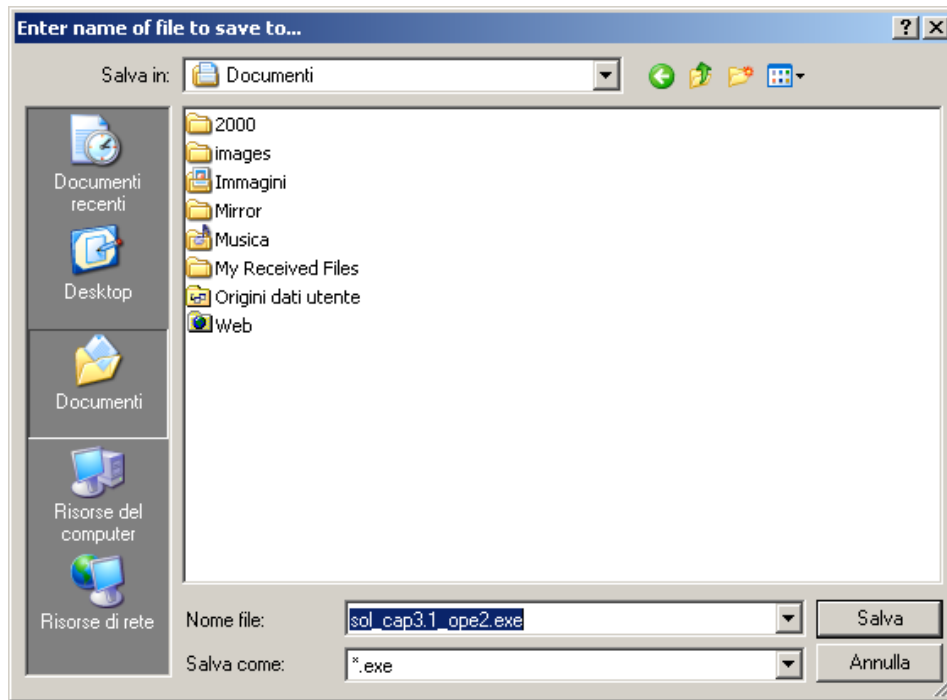 Enter name of file to save to...
Salva in: Documenti
2000
images
Immagini
Mirror
Musica
My Received Files
Origini dati utente
Web
Documenti
recenti
Desktop
Documenti
Risorse del
computer
Risorse di rete
Nome file: sol_cap3.1_ope2.exe Salva
Salva come: *.exe Annulla